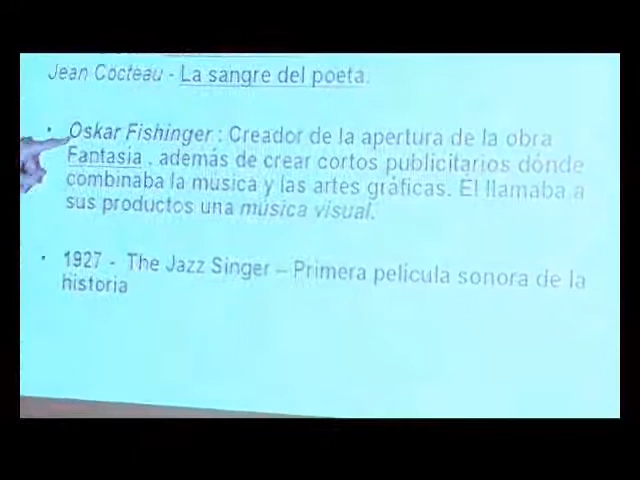 Jean Cocteau - La sangre del poeta.
• Oskar Fishinger : Creador de la apertura de la obra
Fantasia , además de crear cortos publicitarios dónde
combinaba la música y las artes gráficas. El llamaba a
sus productos una música visual.
• 1927 - The Jazz Singer – Primera película sonora de la
historia